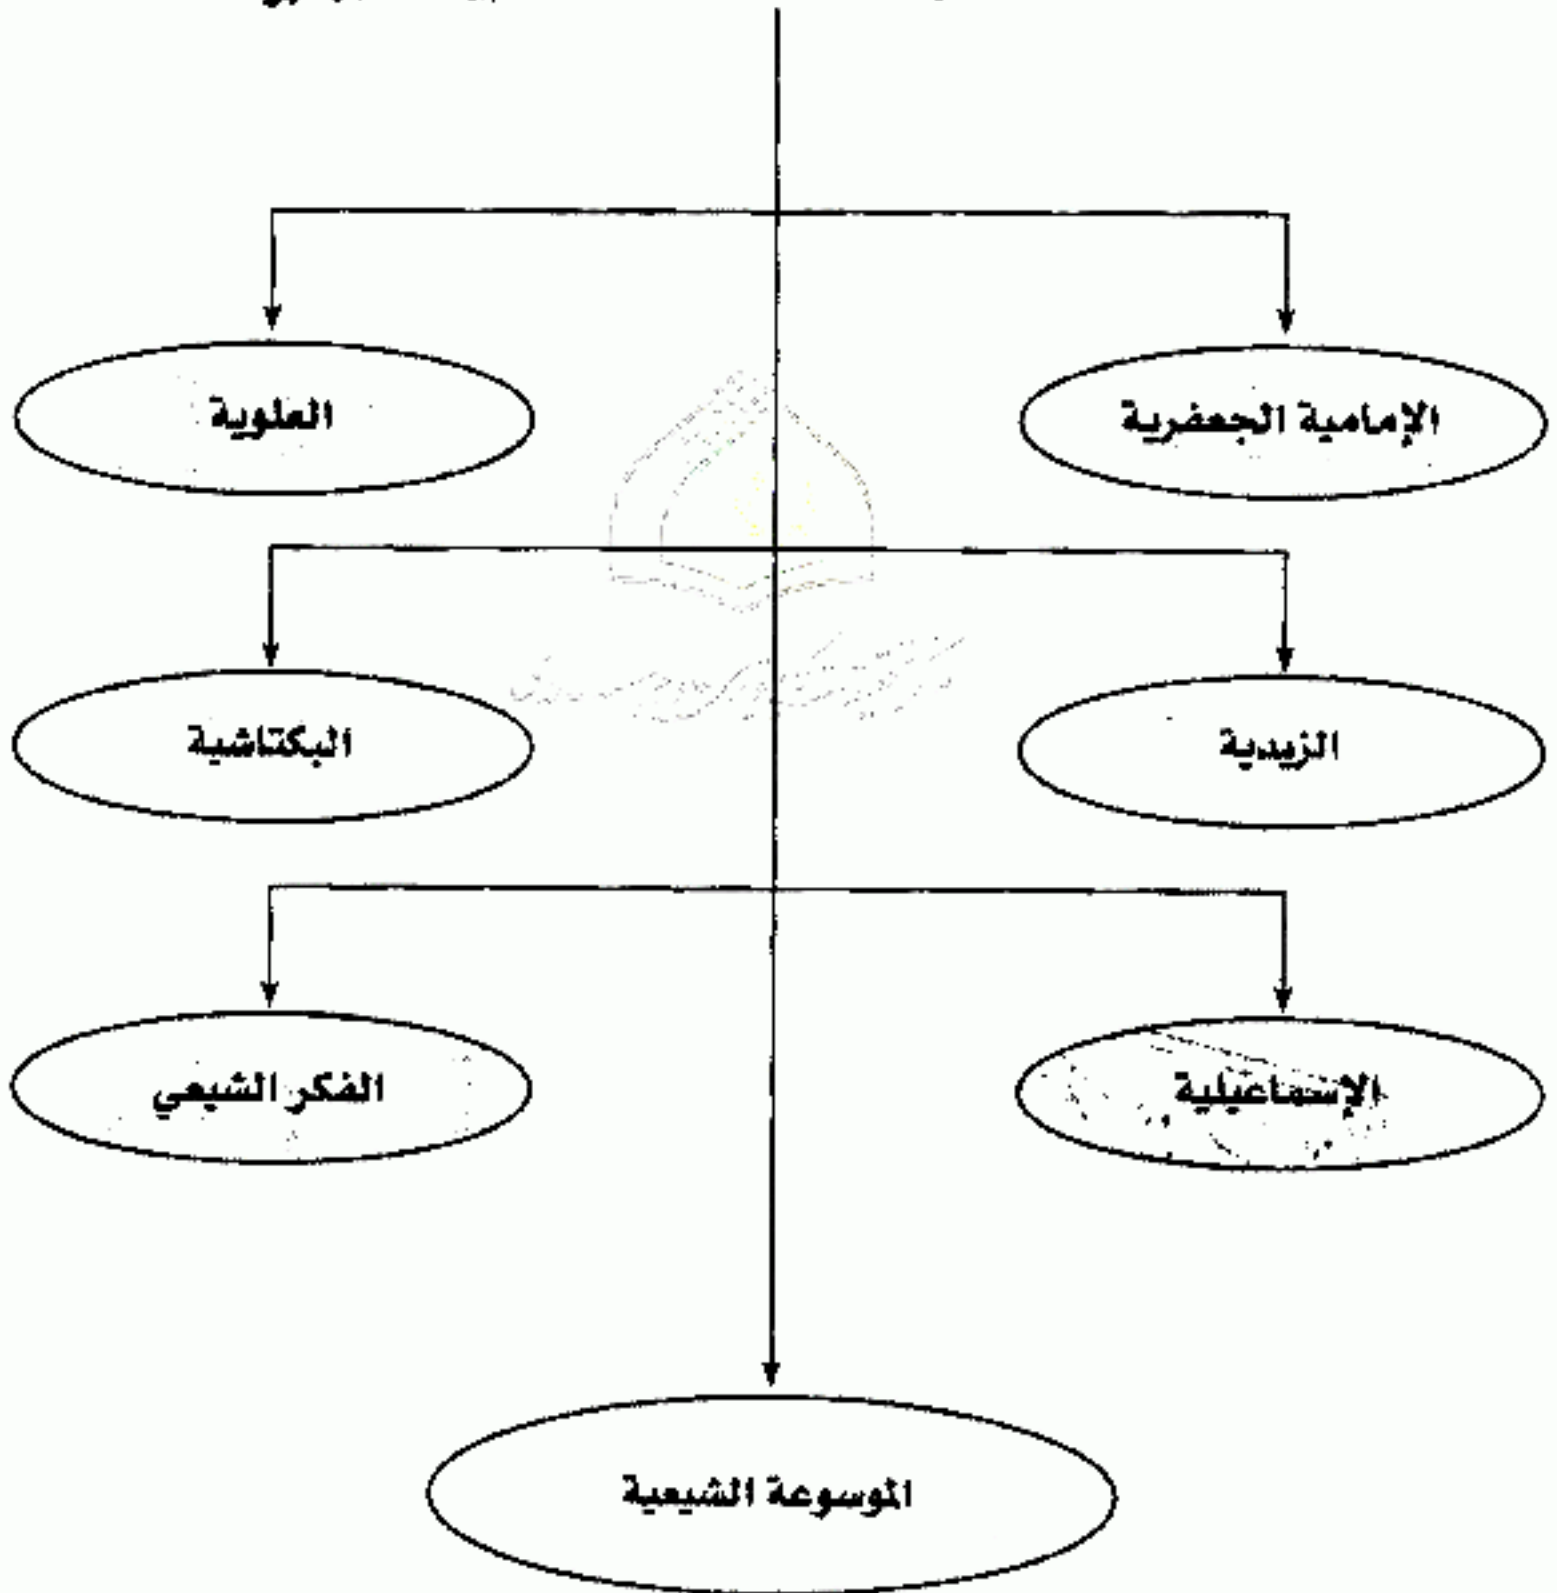 الإمامية الجعفرية
العلوية
الزيدية
البكتاشية
الإسماعيلية
الفكر الشيعي
الموسوعة الشيعية